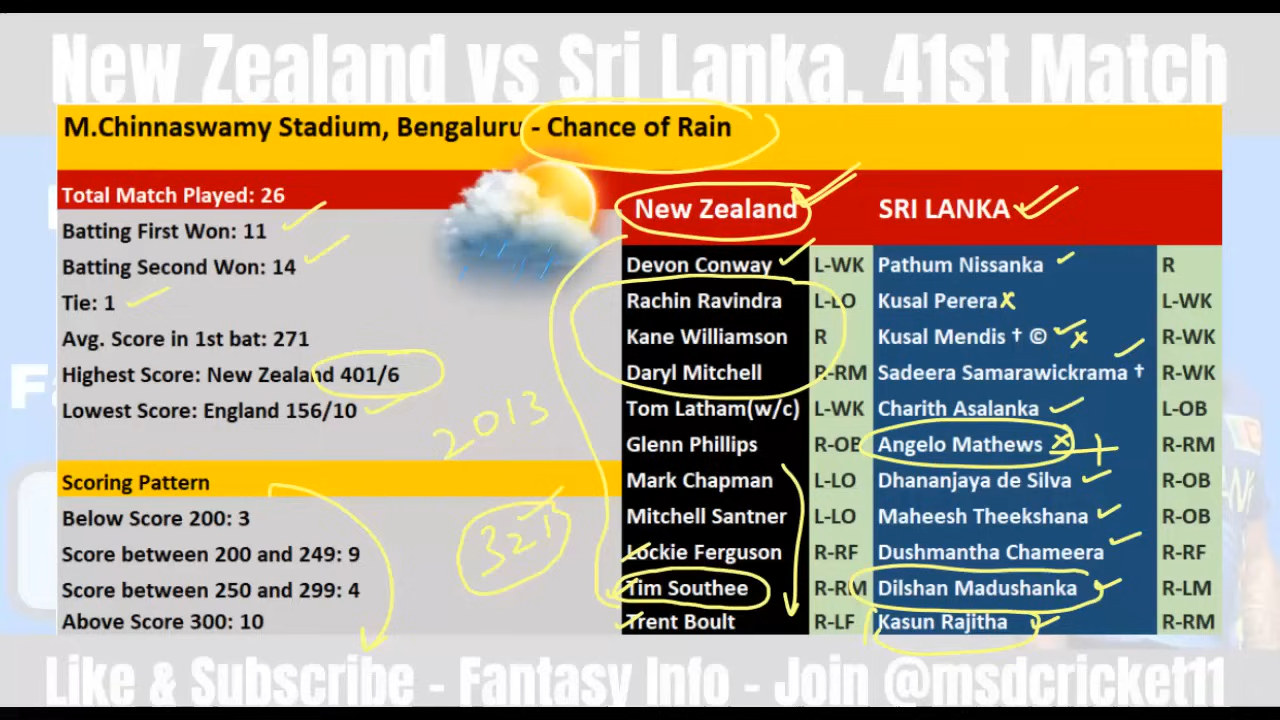 New Zealand vs Sri Lanka, 41st Match
M.Chinnaswamy Stadium, Bengaluru - Chance of Rain
Total Match Played: 26
Batting First Won: 11
Batting Second Won: 14
Tie: 1
Avg. Score in 1st bat: 271
Highest Score: New Zealand 401/6
Lowest Score: England 156/10
2013
Scoring Pattern
Below Score 200: 3
Score between 200 and 249: 9
Score between 250 and 299: 4
Above Score 300: 10
321
New Zealand SRI LANKA
Devon Conway L-WK Pathum Nissanka R
Rachin Ravindra L-LO Kusal Perera x L-WK
Kane Williamson R Kusal Mendis † © x R-WK
Daryl Mitchell R-RM Sadeera Samarawickrama † R-WK
Tom Latham(w/c) L-WK Charith Asalanka L-OB
Glenn Phillips R-OB Angelo Mathews x R-RM
Mark Chapman L-LO Dhananjaya de Silva R-OB
Mitchell Santner L-LO Maheesh Theekshana R-OB
Lockie Ferguson R-RF Dushmantha Chameera R-RF
Tim Southee R-RM Dilshan Madushanka R-LM
Trent Boult R-LF Kasun Rajitha R-RM
Like & Subscribe - Fantasy Info - Join @msdcricket11